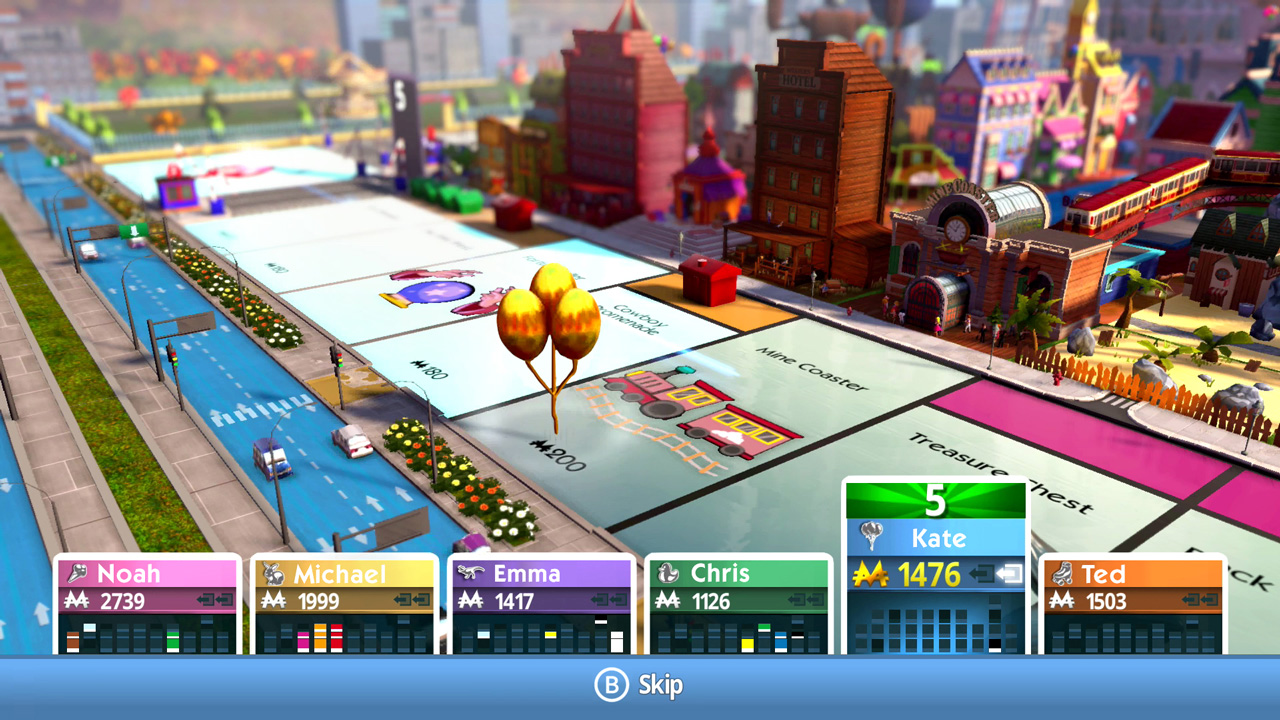 5
HOTEL
Cowboy
Promenade
₩180
Mine Coaster
₩200
Treasure Chest
5
Noah
2739
Michael
1999
Emma
1417
Chris
1126
Kate
1476
Ted
1503
B Skip